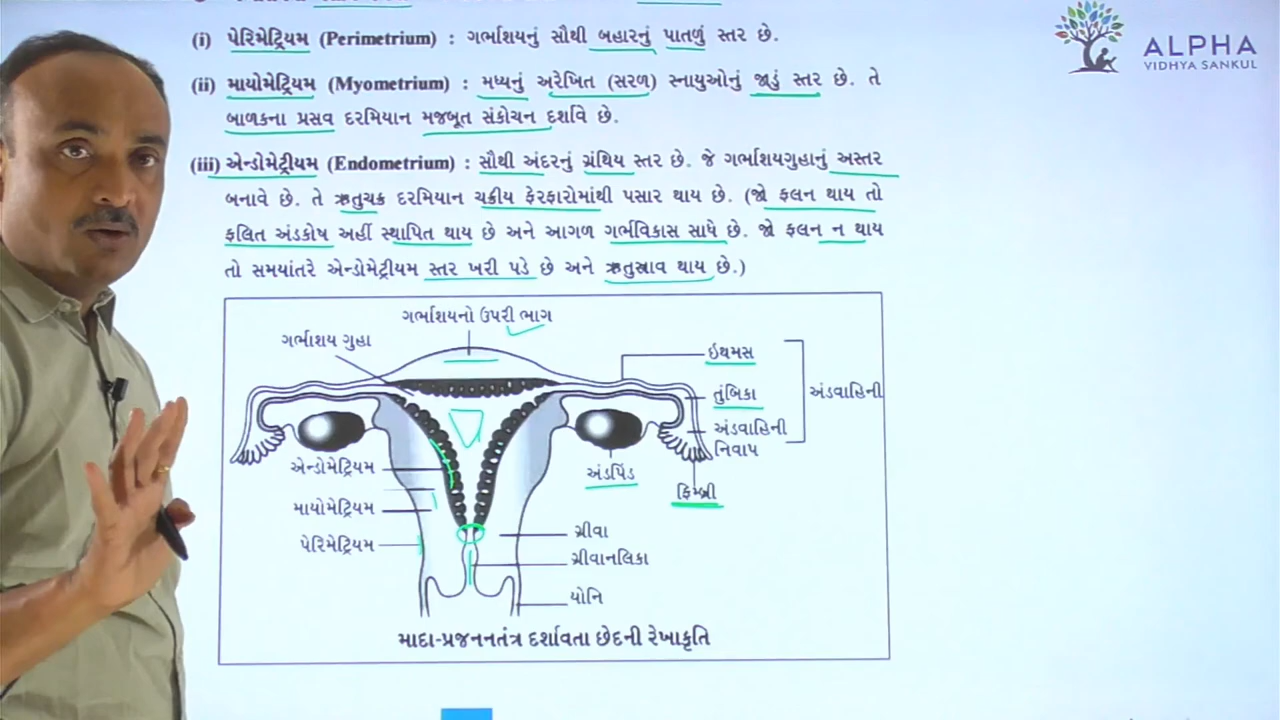 (i) પેરિમેટ્રિયમ (Perimetrium) : ગર્ભાશયનું સૌથી બહારનું પાતળું સ્તર છે.
(ii) માયોમેટ્રિયમ (Myometrium) : મધ્યનું અરેખિત (સરળ) સ્નાયુઓનું જાડું સ્તર છે. તે
બાળકના પ્રસવ દરમિયાન મજબૂત સંકોચન દર્શાવે છે.
(iii) એન્ડોમેટ્રીયમ (Endometrium) : સૌથી અંદરનું ગ્રંથિય સ્તર છે. જે ગર્ભાશયગુહાનું અસ્તર
બનાવે છે. તે ઋતુચક્ર દરમિયાન ચક્રીય ફેરફારોમાંથી પસાર થાય છે. (જો ફલન થાય તો
ફલિત અંડકોષ અહીં સ્થાપિત થાય છે અને આગળ ગર્ભવિકાસ સાધે છે. જો ફલન ન થાય
તો સમયાંતરે એન્ડોમેટ્રીયમ સ્તર ખરી પડે છે અને ઋતુસ્ત્રાવ થાય છે.)
ALPHA
VIDHYA SANKUL
ગર્ભાશયનો ઉપરી ભાગ
ગર્ભાશય ગુહા
ઇથમસ
તુંબિકા
અંડવાહિની
અંડવાહિની
નિવાપ
એન્ડોમેટ્રિયમ
અંડપિંડ
ફિમ્બ્રી
માયોમેટ્રિયમ
ગ્રીવા
પેરિમેટ્રિયમ
ગ્રીવાનલિકા
યોનિ
માદા-પ્રજનનતંત્ર દર્શાવતા છેદની રેખાકૃતિ